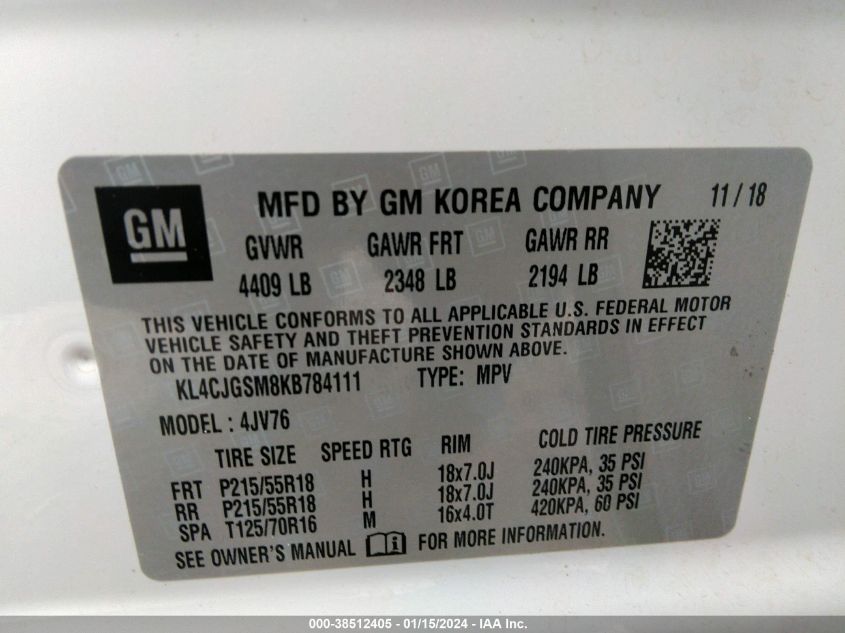 GM
MFD BY GM KOREA COMPANY 11/18
GVWR GAWR FRT GAWR RR
4409 LB 2348 LB 2194 LB
THIS VEHICLE CONFORMS TO ALL APPLICABLE U.S. FEDERAL MOTOR
VEHICLE SAFETY AND THEFT PREVENTION STANDARDS IN EFFECT
ON THE DATE OF MANUFACTURE SHOWN ABOVE.
KL4CJGSM8KB784111 TYPE: MPV
MODEL: 4JV76
TIRE SIZE SPEED RTG RIM COLD TIRE PRESSURE
FRT P215/55R18 H 18x7.0J 240KPA, 35 PSI
RR P215/55R18 H 18x7.0J 240KPA, 35 PSI
SPA T125/70R16 M 16x4.0T 420KPA, 60 PSI
SEE OWNER'S MANUAL FOR MORE INFORMATION.
000-38512405 - 01/15/2024 - IAA Inc.